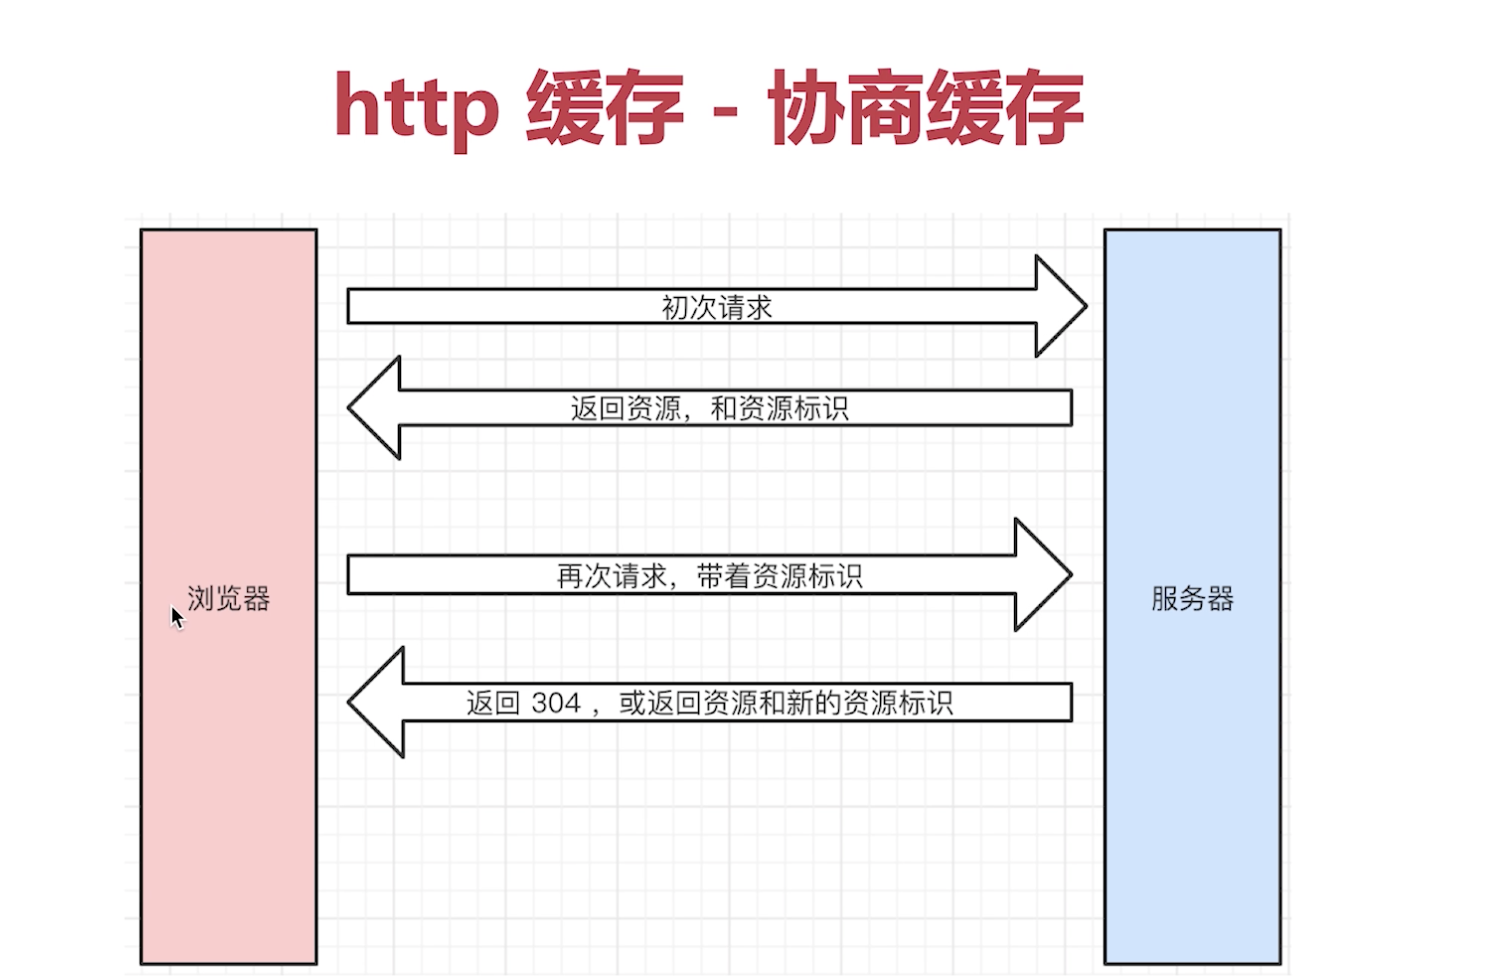 http 缓存 - 协商缓存
初次请求
返回资源，和资源标识
再次请求，带着资源标识
浏览器
服务器
返回 304 ，或返回资源和新的资源标识